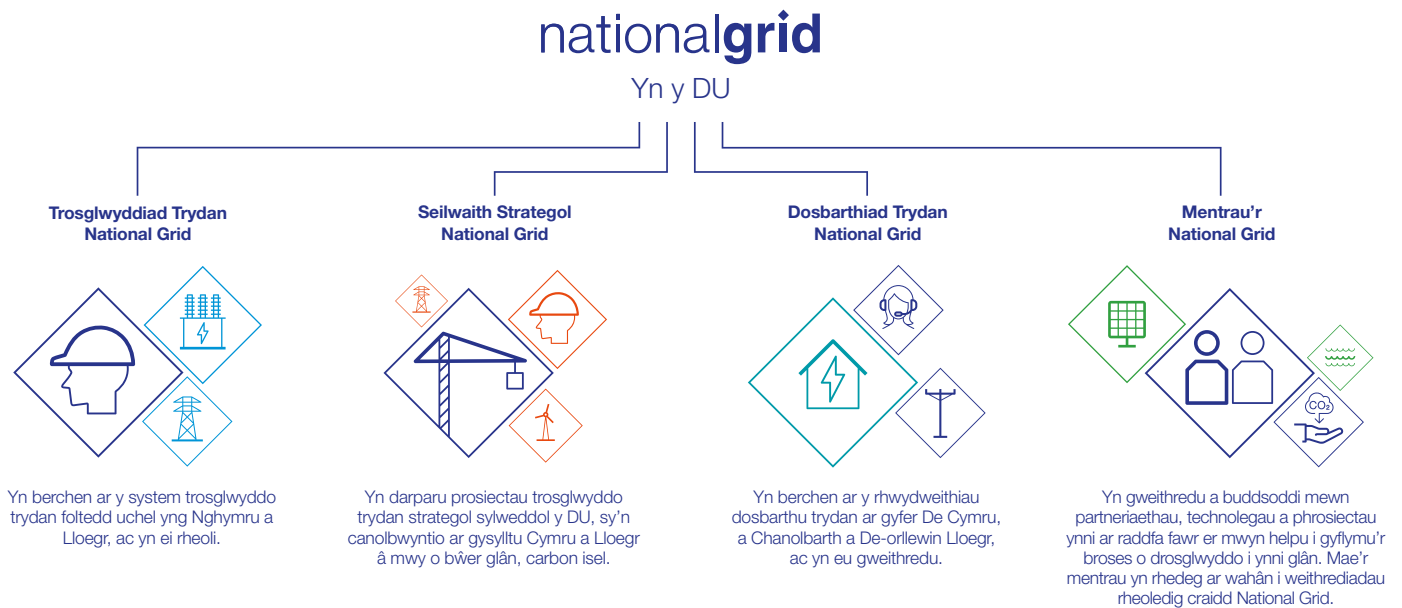 nationalgrid
Yn y DU
Trosglwyddiad Trydan
National Grid
Yn berchen ar y system trosglwyddo
trydan foltedd uchel yng Nghymru a
Lloegr, ac yn ei rheoli.
Seilwaith Strategol
National Grid
Yn darparu prosiectau trosglwyddo
trydan strategol sylweddol y DU, sy’n
canolbwyntio ar gysylltu Cymru a Lloegr
â mwy o bŵer glân, carbon isel.
Dosbarthiad Trydan
National Grid
Yn berchen ar y rhwydweithiau
dosbarthu trydan ar gyfer De Cymru,
a Chanolbarth a De-orllewin Lloegr,
ac yn eu gweithredu.
Mentrau’r
National Grid
CO₂
Yn gweithredu a buddsoddi mewn
partneriaethau, technolegau a phrosiectau
ynni ar raddfa fawr er mwyn helpu i gyflymu’r
broses o drosglwyddo i ynni glân. Mae’r
mentrau yn rhedeg ar wahân i weithrediadau
rheoledig craidd National Grid.